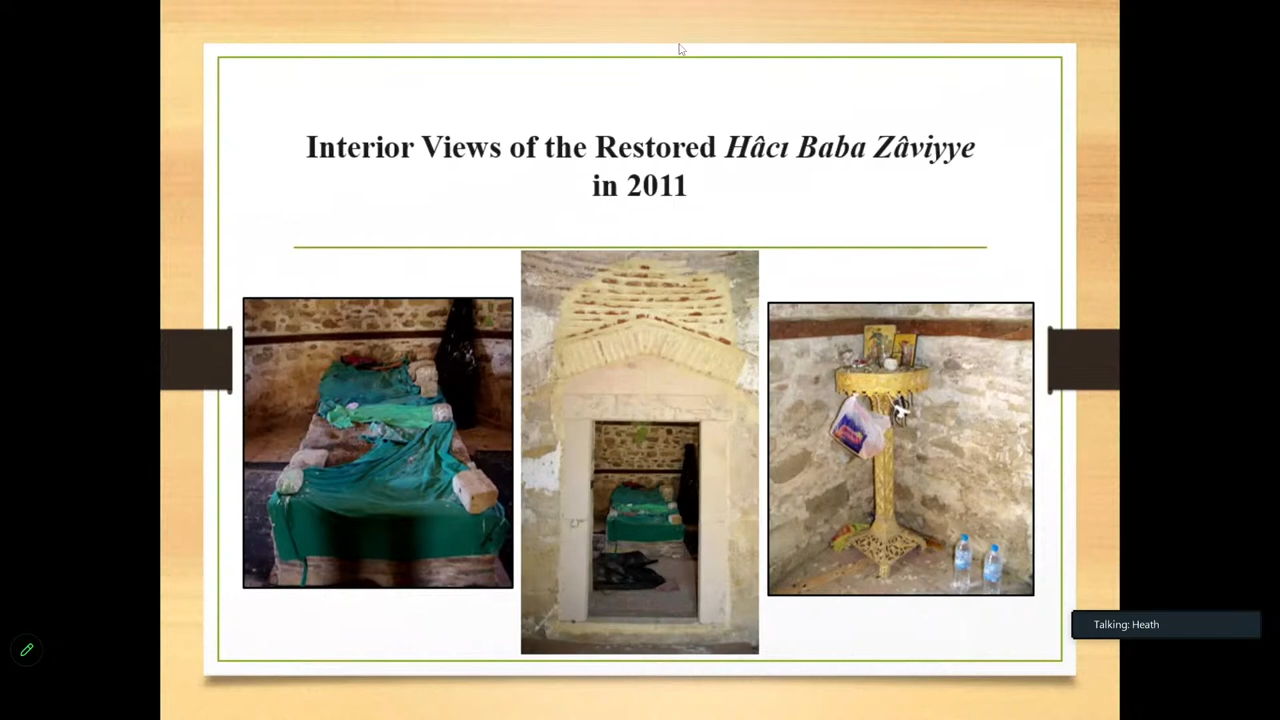 Interior Views of the Restored Hâcı Baba Zâviyye
in 2011
Talking: Heath